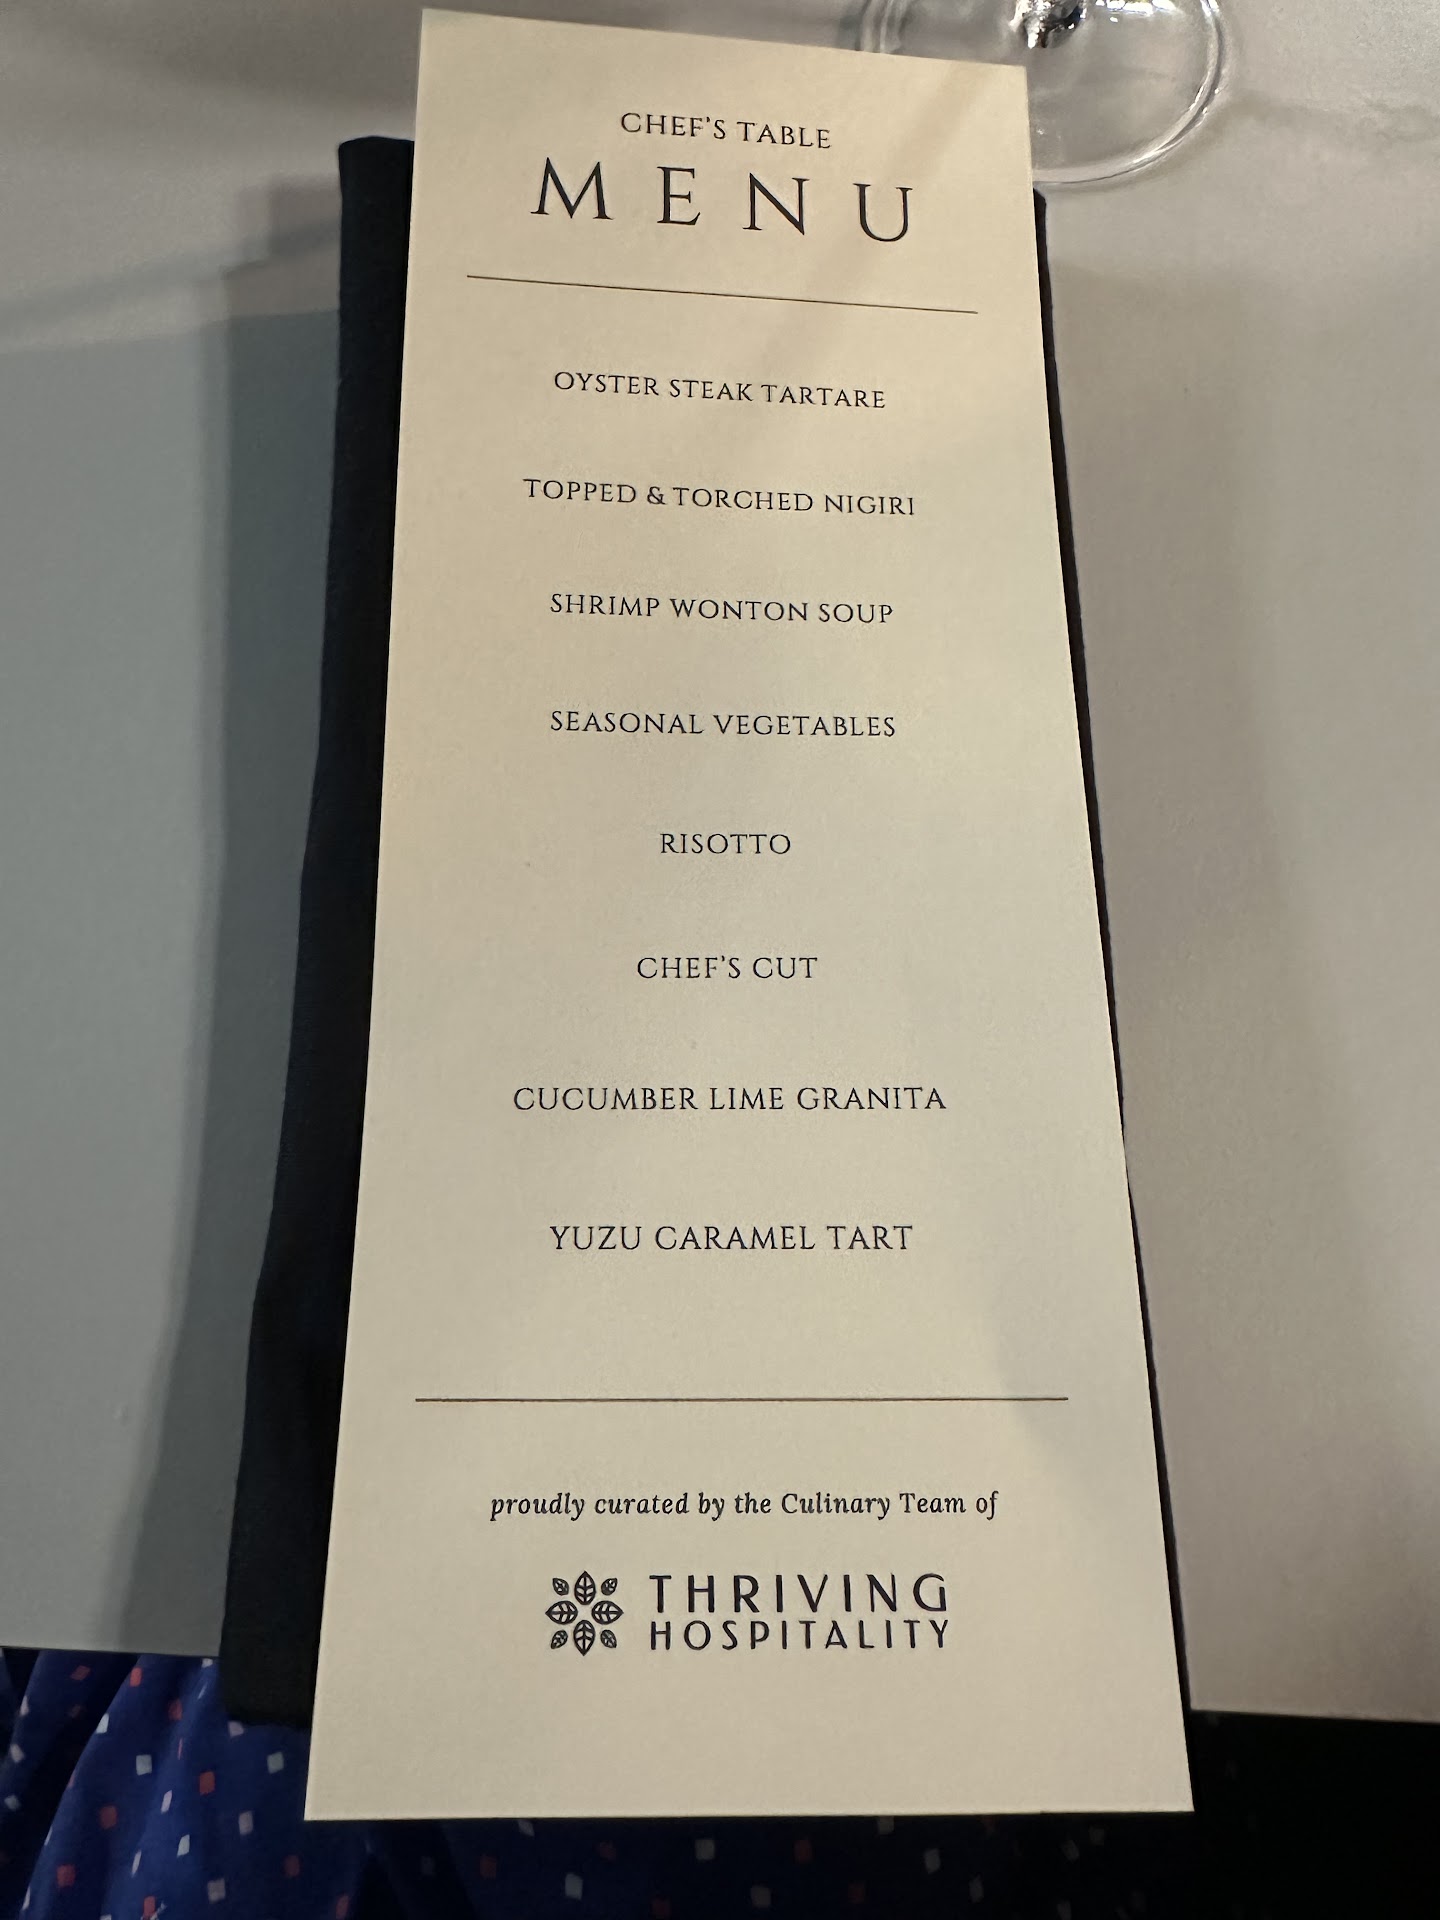 CHEF'S TABLE
MENU
OYSTER STEAK TARTARE
TOPPED & TORCHED NIGIRI
SHRIMP WONTON SOUP
SEASONAL VEGETABLES
RISOTTO
CHEF'S CUT
CUCUMBER LIME GRANITA
YUZU CARAMEL TART
proudly curated by the Culinary Team of
THRIVING
HOSPITALITY